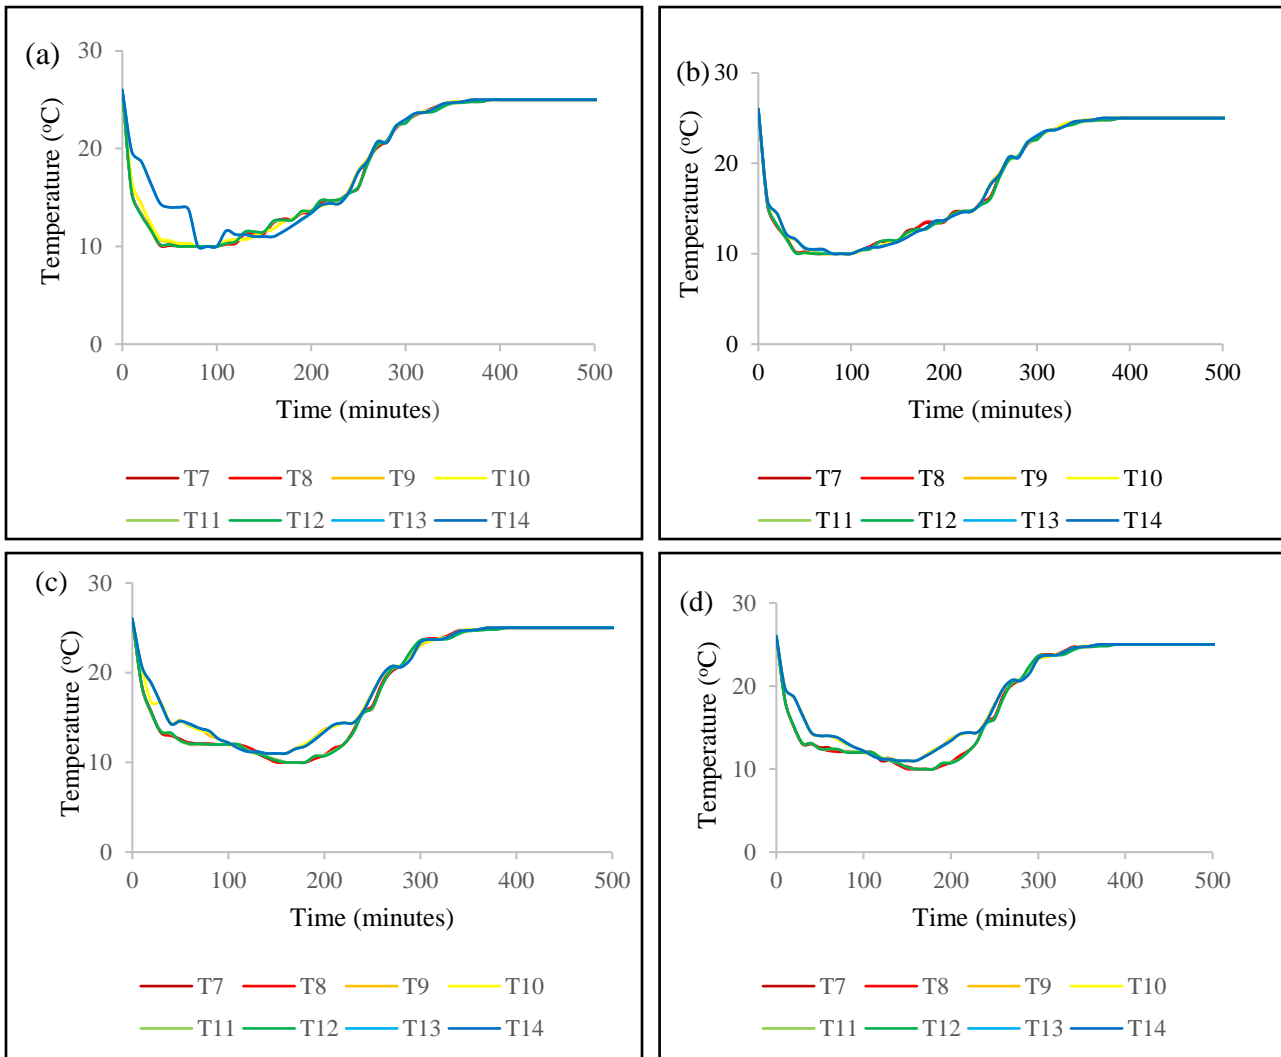 (a)
Temperature (°C)
30
20
10
0
0 100 200 300 400 500
Time (minutes)
T7 T8 T9 T10
T11 T12 T13 T14
(b)
Temperature (°C)
30
20
10
0
0 100 200 300 400 500
Time (minutes)
T7 T8 T9 T10
T11 T12 T13 T14
(c)
Temperature (°C)
30
20
10
0
0 100 200 300 400 500
Time (minutes)
T7 T8 T9 T10
T11 T12 T13 T14
(d)
Temperature (°C)
30
20
10
0
0 100 200 300 400 500
Time (minutes)
T7 T8 T9 T10
T11 T12 T13 T14